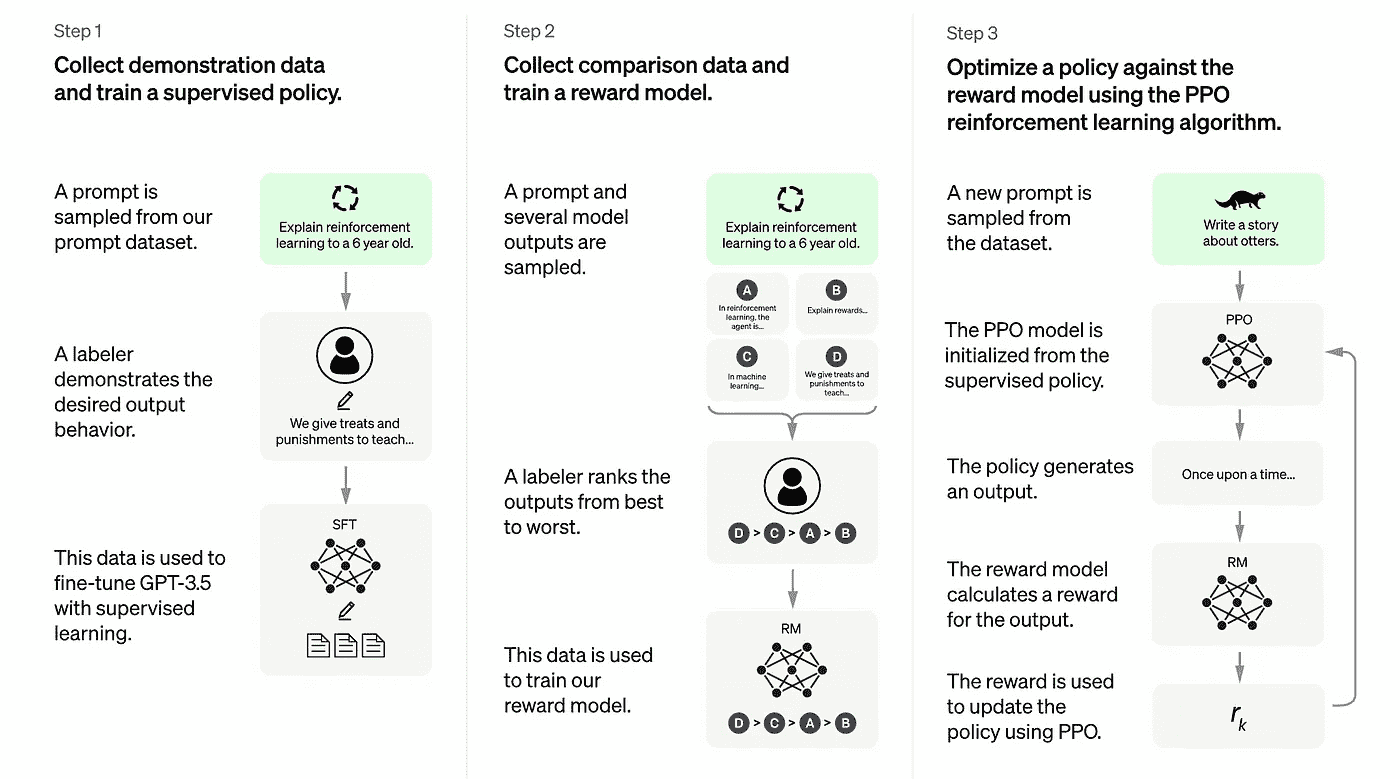 Step 1
Collect demonstration data
and train a supervised policy.
A prompt is
sampled from our
prompt dataset.
Explain reinforcement
learning to a 6 year old.
A labeler
demonstrates the
desired output
behavior.
We give treats and
punishments to teach...
This data is used to
fine-tune GPT-3.5
with supervised
learning.
SFT
Step 2
Collect comparison data and
train a reward model.
A prompt and
several model
outputs are
sampled.
Explain reinforcement
learning to a 6 year old.
A
In reinforcement
learning, the
agent is...
B
Explain rewards...
C
In machine
learning...
D
We give treats and
punishments to
teach...
A labeler ranks the
outputs from best
to worst.
D > C > A > B
This data is used
to train our
reward model.
RM
D > C > A > B
Step 3
Optimize a policy against the
reward model using the PPO
reinforcement learning algorithm.
A new prompt is
sampled from
the dataset.
Write a story
about otters.
The PPO model is
initialized from the
supervised policy.
PPO
The policy generates
an output.
Once upon a time...
The reward model
calculates a reward
for the output.
RM
The reward is used
to update the
policy using PPO.
rk